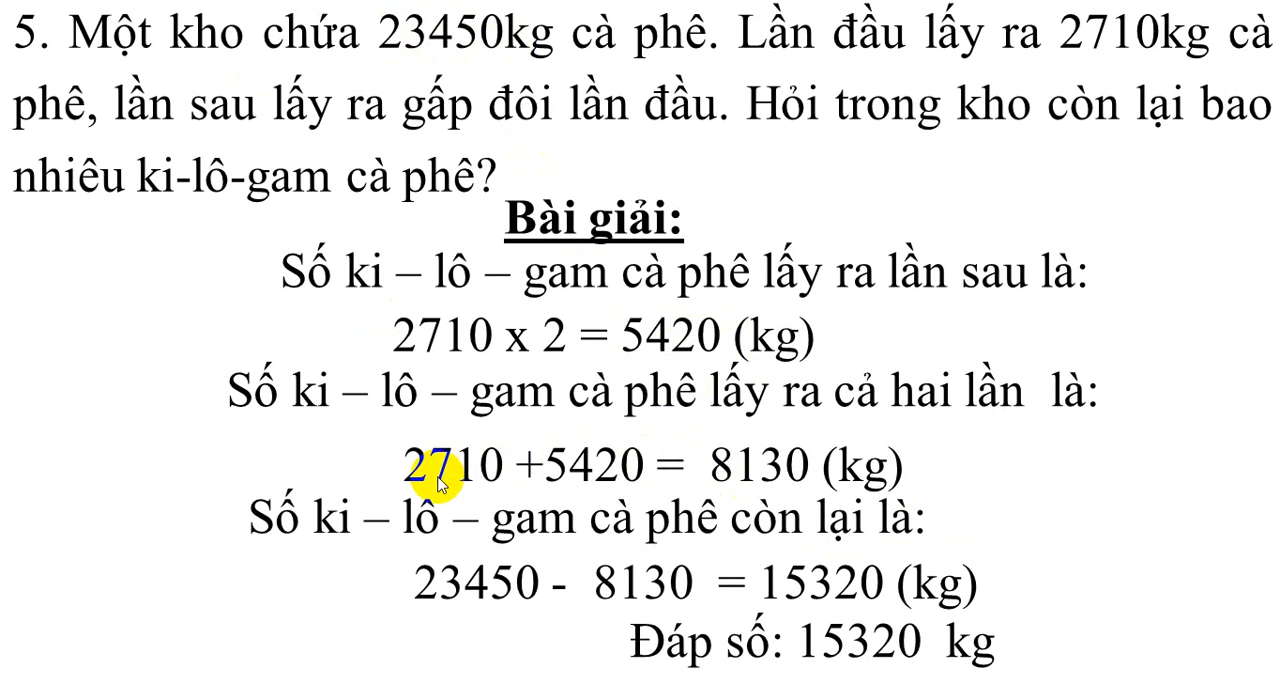 5. Một kho chứa 23450kg cà phê. Lần đầu lấy ra 2710kg cà
phê, lần sau lấy ra gấp đôi lần đầu. Hỏi trong kho còn lại bao
nhiêu ki-lô-gam cà phê?
Bài giải:
Số ki – lô – gam cà phê lấy ra lần sau là:
2710 x 2 = 5420 (kg)
Số ki – lô – gam cà phê lấy ra cả hai lần là:
2710 +5420 = 8130 (kg)
Số ki – lô – gam cà phê còn lại là:
23450 - 8130 = 15320 (kg)
Đáp số: 15320 kg